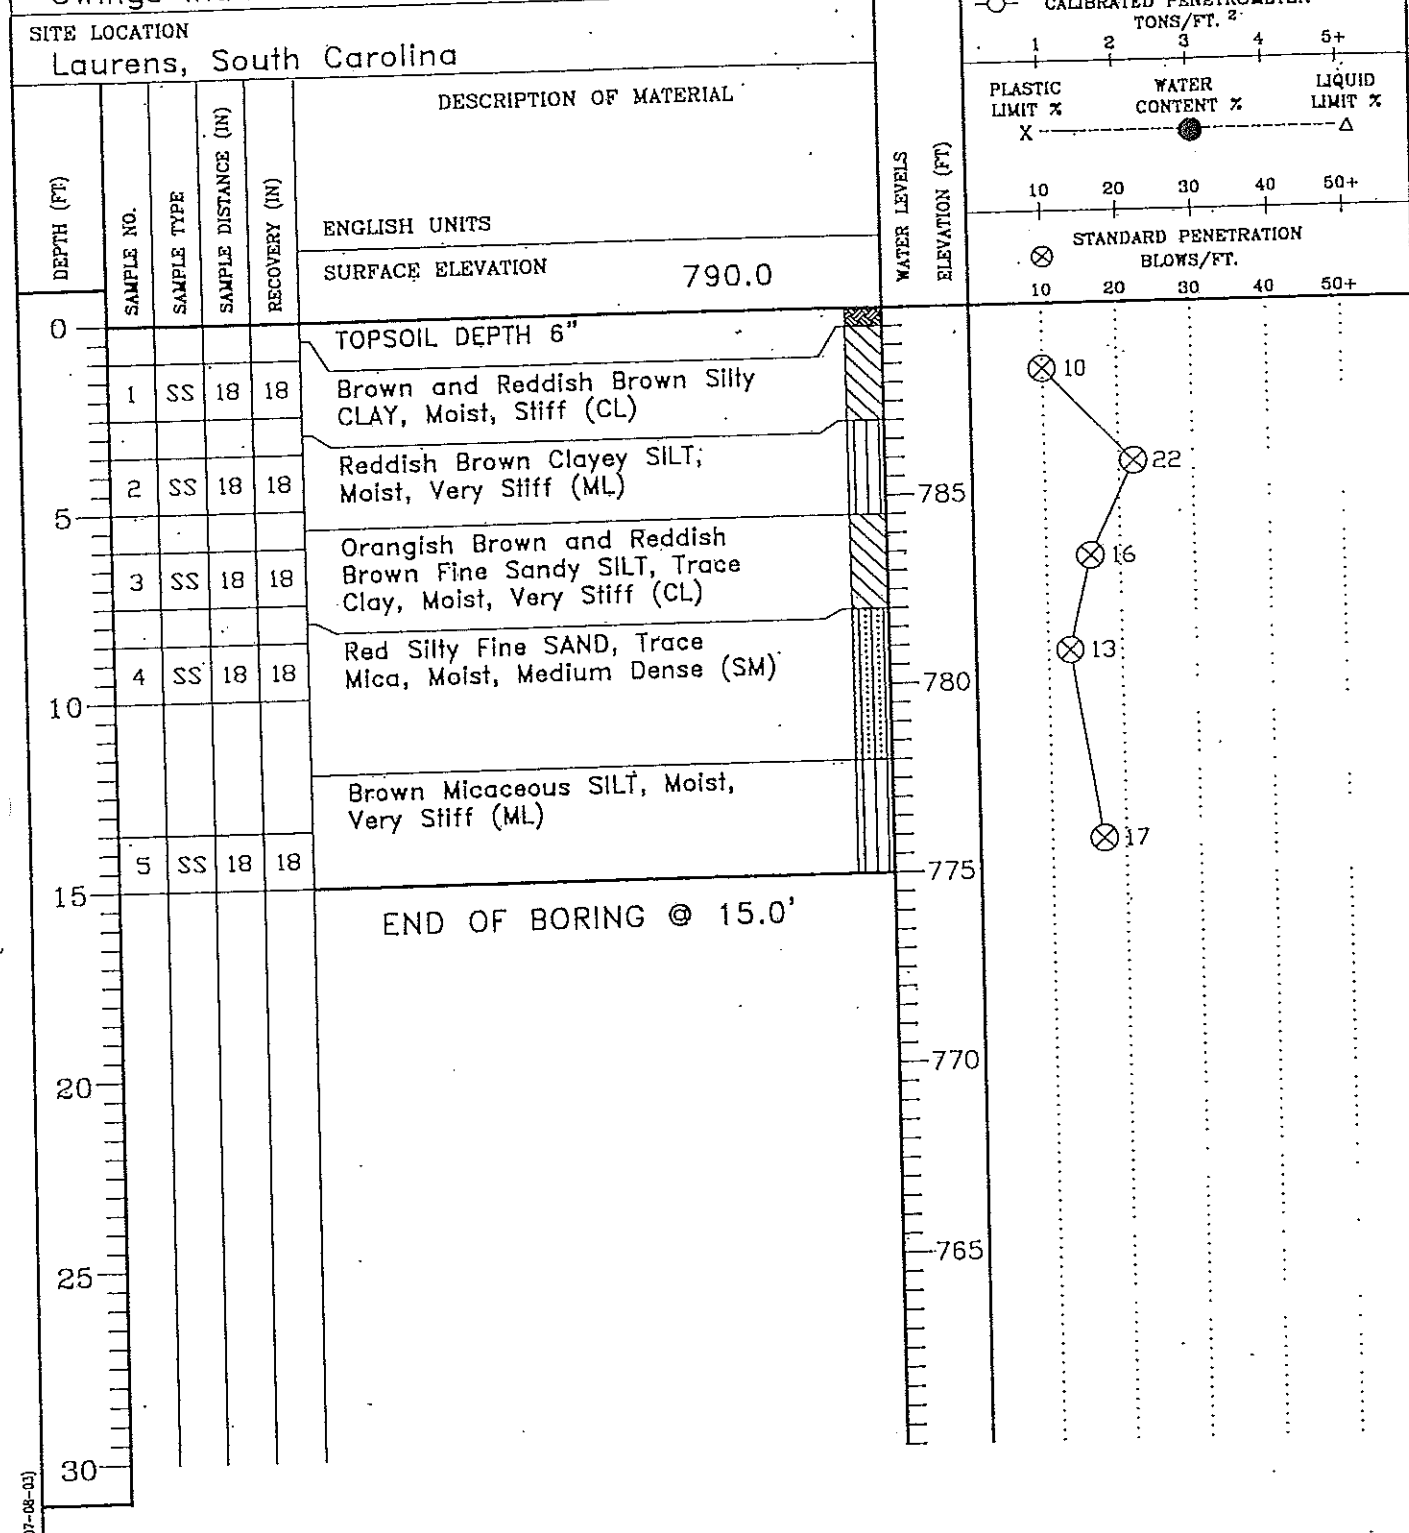 SITE LOCATION
Laurens, South Carolina
CALIBRATED PENETROMETER
TONS/FT. 2
1 2 3 4 5+
PLASTIC LIMIT %
WATER CONTENT %
LIQUID LIMIT %
X
Δ
10 20 30 40 50+
STANDARD PENETRATION
BLOWS/FT.
10 20 30 40 50+
DEPTH (FT)
SAMPLE NO.
SAMPLE TYPE
SAMPLE DISTANCE (IN)
RECOVERY (IN)
DESCRIPTION OF MATERIAL
ENGLISH UNITS
SURFACE ELEVATION 790.0
WATER LEVELS
ELEVATION (FT)
0
TOPSOIL DEPTH 6"
1 SS 18 18
Brown and Reddish Brown Silty
CLAY, Moist, Stiff (CL)
10
2 SS 18 18
Reddish Brown Clayey SILT,
Moist, Very Stiff (ML)
22
785
5
3 SS 18 18
Orangish Brown and Reddish
Brown Fine Sandy SILT, Trace
Clay, Moist, Very Stiff (CL)
16
4 SS 18 18
Red Silty Fine SAND, Trace
Mica, Moist, Medium Dense (SM)
13
780
10
Brown Micaceous SILT, Moist,
Very Stiff (ML)
17
5 SS 18 18
775
15
END OF BORING @ 15.0'
770
20
765
25
30
07-08-03)